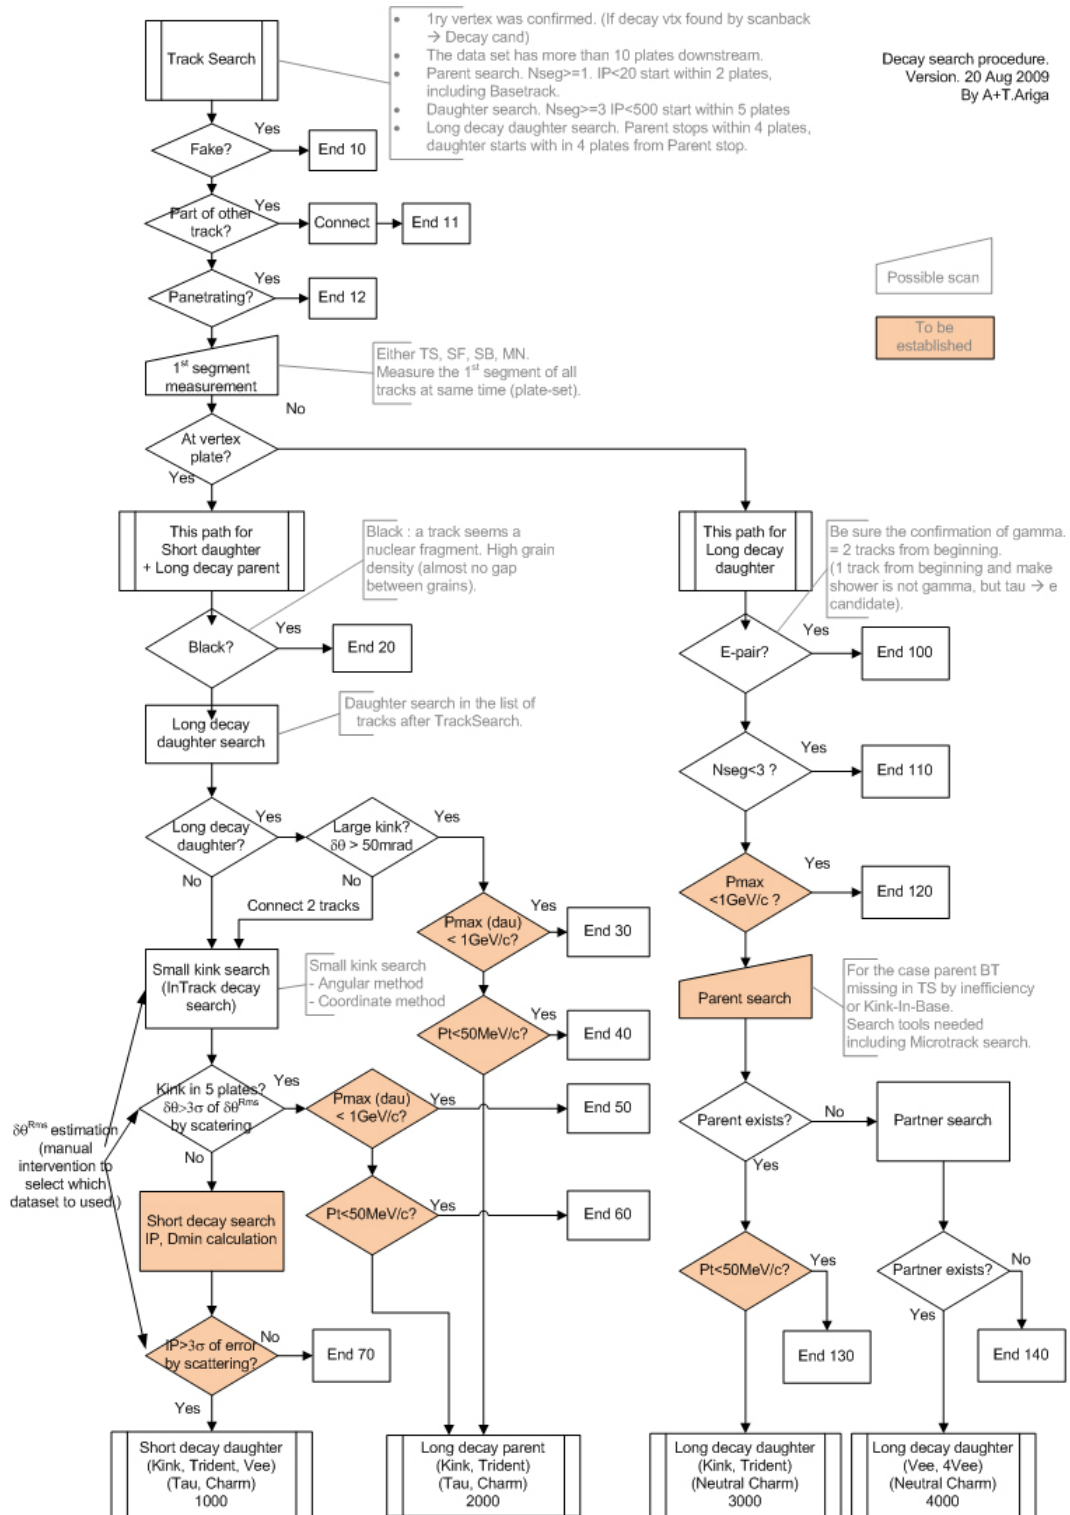 Track Search
• 1ry vertex was confirmed. (If decay vtx found by scanback
→ Decay cand)
• The data set has more than 10 plates downstream.
• Parent search. Nseg>=1. IP<20 start within 2 plates,
including Basetrack.
• Daughter search. Nseg>=3 IP<500 start within 5 plates
• Long decay daughter search. Parent stops within 4 plates,
daughter starts with in 4 plates from Parent stop.
Decay search procedure.
Version. 20 Aug 2009
By A+T.Ariga
Fake?
Yes
End 10
Part of other
track?
Yes
Connect
End 11
Panetrating?
Yes
End 12
Possible scan
To be
established
1st segment
measurement
Either TS, SF, SB, MN.
Measure the 1st segment of all
tracks at same time (plate-set).
No
At vertex
plate?
Yes
This path for
Short daughter
+ Long decay parent
Black : a track seems a
nuclear fragment. High grain
density (almost no gap
between grains).
This path for
Long decay
daughter
Be sure the confirmation of gamma.
= 2 tracks from beginning.
(1 track from beginning and make
shower is not gamma, but tau → e
candidate).
Black?
Yes
End 20
E-pair?
Yes
End 100
Long decay
daughter search
Daughter search in the list of
tracks after TrackSearch.
Nseg<3 ?
Yes
End 110
Long decay
daughter?
Yes
No
Large kink?
δθ > 50mrad
Yes
No
Connect 2 tracks
Pmax
<1GeV/c ?
Yes
End 120
Pmax (dau)
< 1GeV/c?
Yes
End 30
Small kink search
(InTrack decay
search)
Small kink search
- Angular method
- Coordinate method
Parent search
For the case parent BT
missing in TS by inefficiency
or Kink-In-Base.
Search tools needed
including Microtrack search.
Pt<50MeV/c?
Yes
End 40
Kink in 5 plates?
δθ>3σ of δθRms
by scatering
Yes
No
Pmax (dau)
< 1GeV/c?
Yes
End 50
Parent exists?
No
Yes
Partner search
δθRms estimation
(manual
intervention to
select which
dataset to used.)
Short decay search
IP, Dmin calculation
Pt<50MeV/c?
Yes
End 60
Pt<50MeV/c?
Yes
End 130
Partner exists?
No
Yes
End 140
IP>3σ of error
by scattering?
No
End 70
Yes
Short decay daughter
(Kink, Trident, Vee)
(Tau, Charm)
1000
Long decay parent
(Kink, Trident)
(Tau, Charm)
2000
Long decay daughter
(Kink, Trident)
(Neutral Charm)
3000
Long decay daughter
(Vee, 4Vee)
(Neutral Charm)
4000